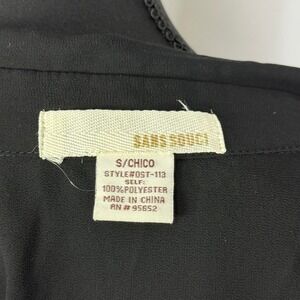 SANS SOUCI
S/CHICO
STYLE#OST-113
SELF:
100%POLYESTER
MADE IN CHINA
RN # 95652